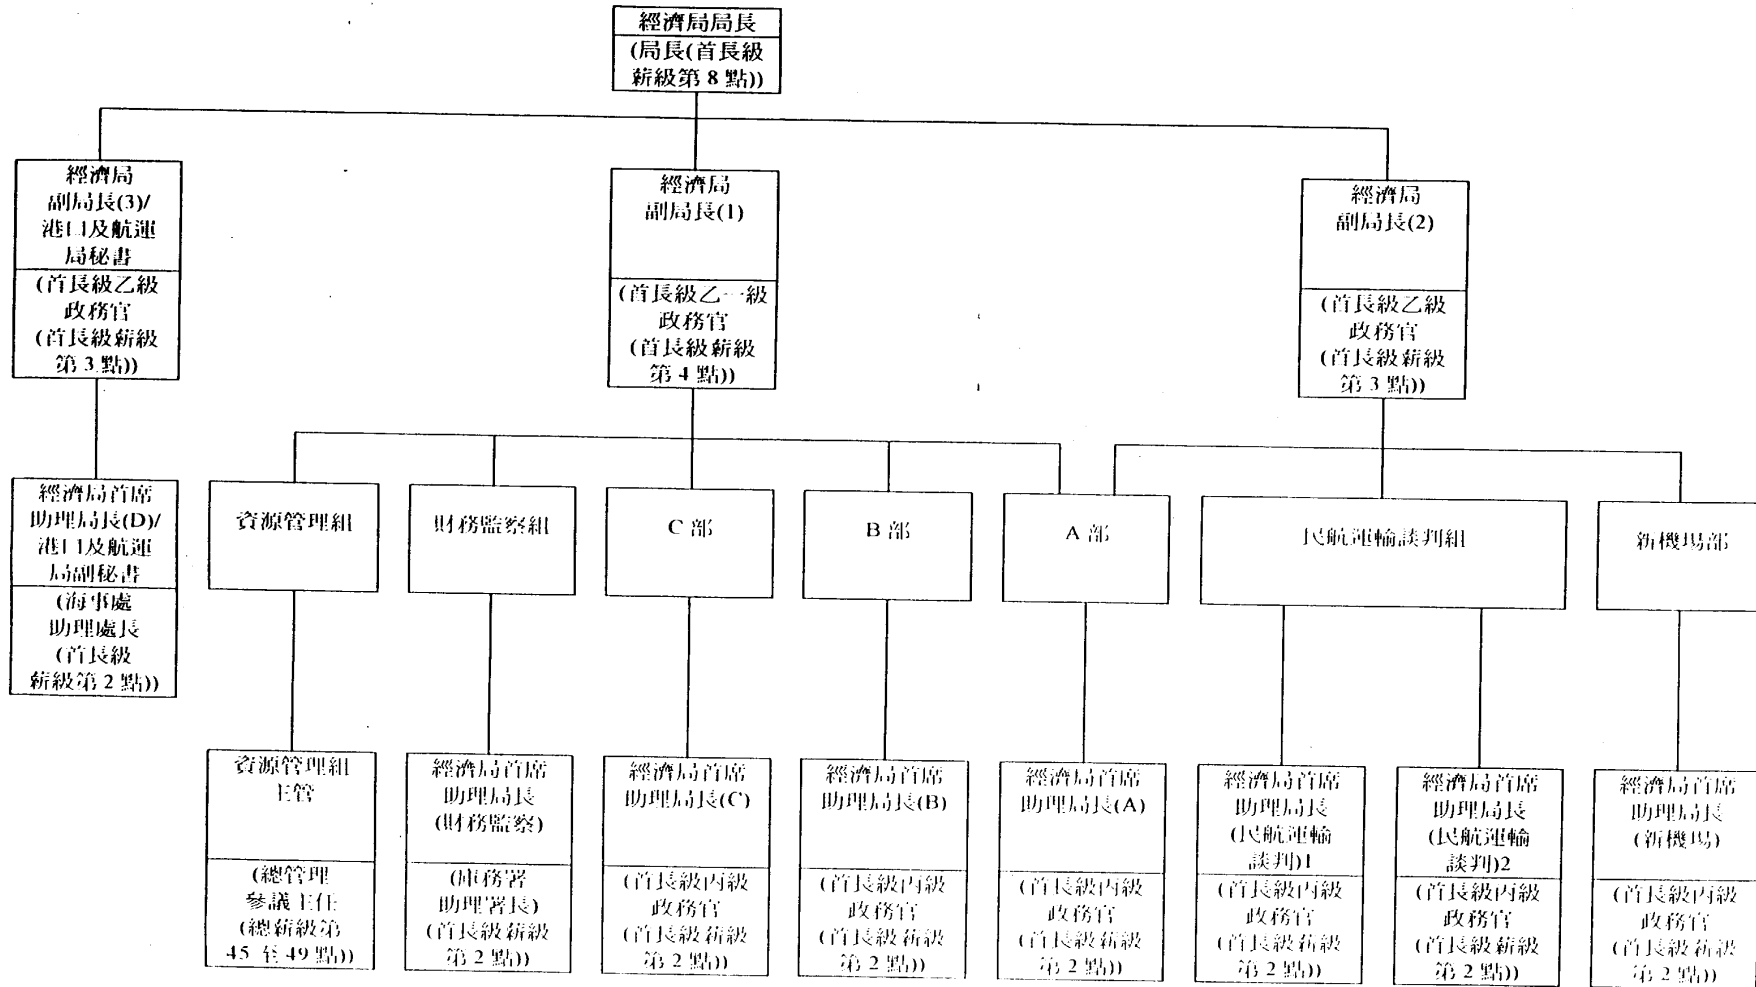 經濟局局長
(局長(首長級
薪級第 8 點))
經濟局
副局長(3)/
港口及航運
局秘書
(首長級乙級
政務官
(首長級薪級
第 3 點))
經濟局
副局長(1)
(首長級乙一級
政務官
(首長級薪級
第 4 點))
經濟局
副局長(2)
(首長級乙級
政務官
(首長級薪級
第 3 點))
經濟局首席
助理局長(D)/
港口及航運
局副秘書
(海事處
助理處長
(首長級
薪級第 2 點))
資源管理組
財務監察組
C 部
B 部
A 部
民航運輸談判組
新機場部
資源管理組
主管
(總管理
參議主任
(總薪級第
45 至 49 點))
經濟局首席
助理局長
(財務監察)
(庫務署
助理署長)
(首長級薪級
第 2 點))
經濟局首席
助理局長(C)
(首長級丙級
政務官
(首長級薪級
第 2 點))
經濟局首席
助理局長(B)
(首長級丙級
政務官
(首長級薪級
第 2 點))
經濟局首席
助理局長(A)
(首長級丙級
政務官
(首長級薪級
第 2 點))
經濟局首席
助理局長
(民航運輸
談判)1
(首長級丙級
政務官
(首長級薪級
第 2 點))
經濟局首席
助理局長
(民航運輸
談判)2
(首長級丙級
政務官
(首長級薪級
第 2 點))
經濟局首席
助理局長
(新機場)
(首長級丙級
政務官
(首長級薪級
第 2 點))